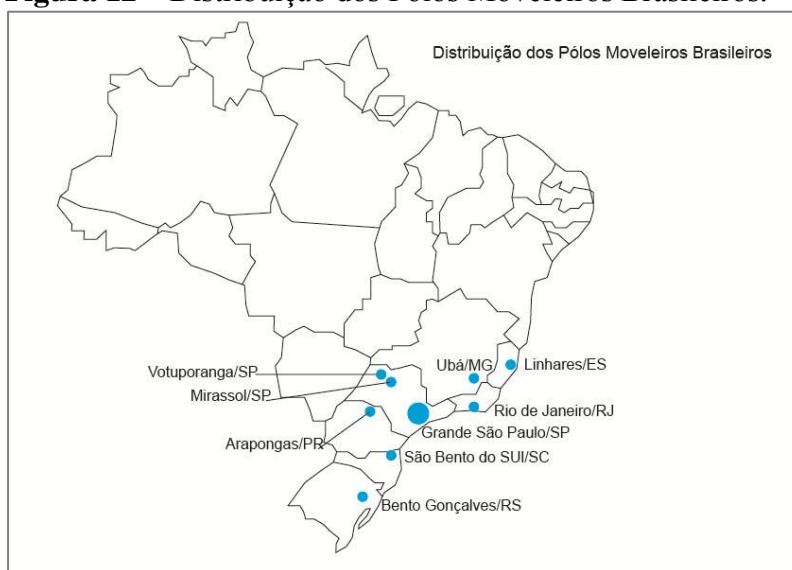 Figura 12 – Distribuição dos Pólos Moveleiros Brasileiros.
Distribuição dos Pólos Moveleiros Brasileiros
Votuporanga/SP
Mirassol/SP
Ubá/MG
Linhares/ES
Rio de Janeiro/RJ
Grande São Paulo/SP
Arapongas/PR
São Bento do SUI/SC
Bento Gonçalves/RS